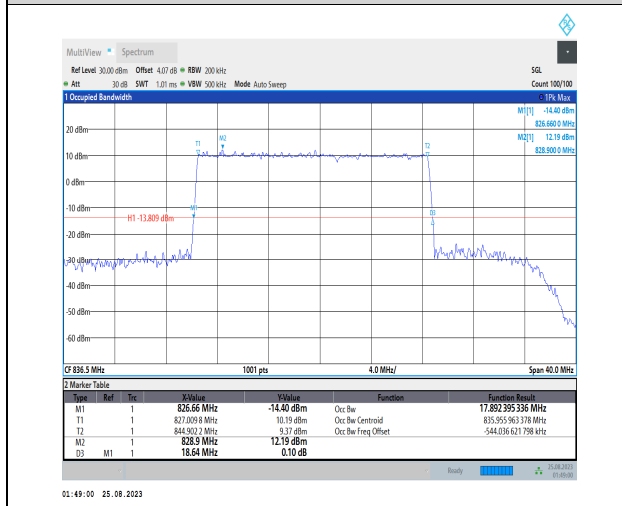 MultiView Spectrum
Ref Level 30.00 dBm Offset 4.07 dB RBW 200 kHz SGL
Att 30 dB SWT 1.01 ms VBW 500 kHz Mode Auto Sweep Count 100/100
1 Occupied Bandwidth 1Pk Max
M1[1] -14.40 dBm
826.660 0 MHz
M2[1] 12.19 dBm
828.900 0 MHz
20 dBm
T1 M2 T2
10 dBm
0 dBm
-10 dBm
M1 D3
H1 -13.809 dBm
-20 dBm
-30 dBm
-40 dBm
-50 dBm
-60 dBm
CF 836.5 MHz 1001 pts 4.0 MHz/ Span 40.0 MHz
2 Marker Table
Type Ref Trc X-Value Y-Value Function Function Result
M1 1 826.66 MHz -14.40 dBm Occ Bw 17.892 395 336 MHz
T1 1 827.009 8 MHz 10.19 dBm Occ Bw Centroid 835.955 963 378 MHz
T2 1 844.902 2 MHz 9.37 dBm Occ Bw Freq Offset -544.036 621 798 kHz
M2 1 828.9 MHz 12.19 dBm
D3 M1 1 18.64 MHz 0.10 dB
Ready 25.08.2023
01:49:00
01:49:00 25.08.2023